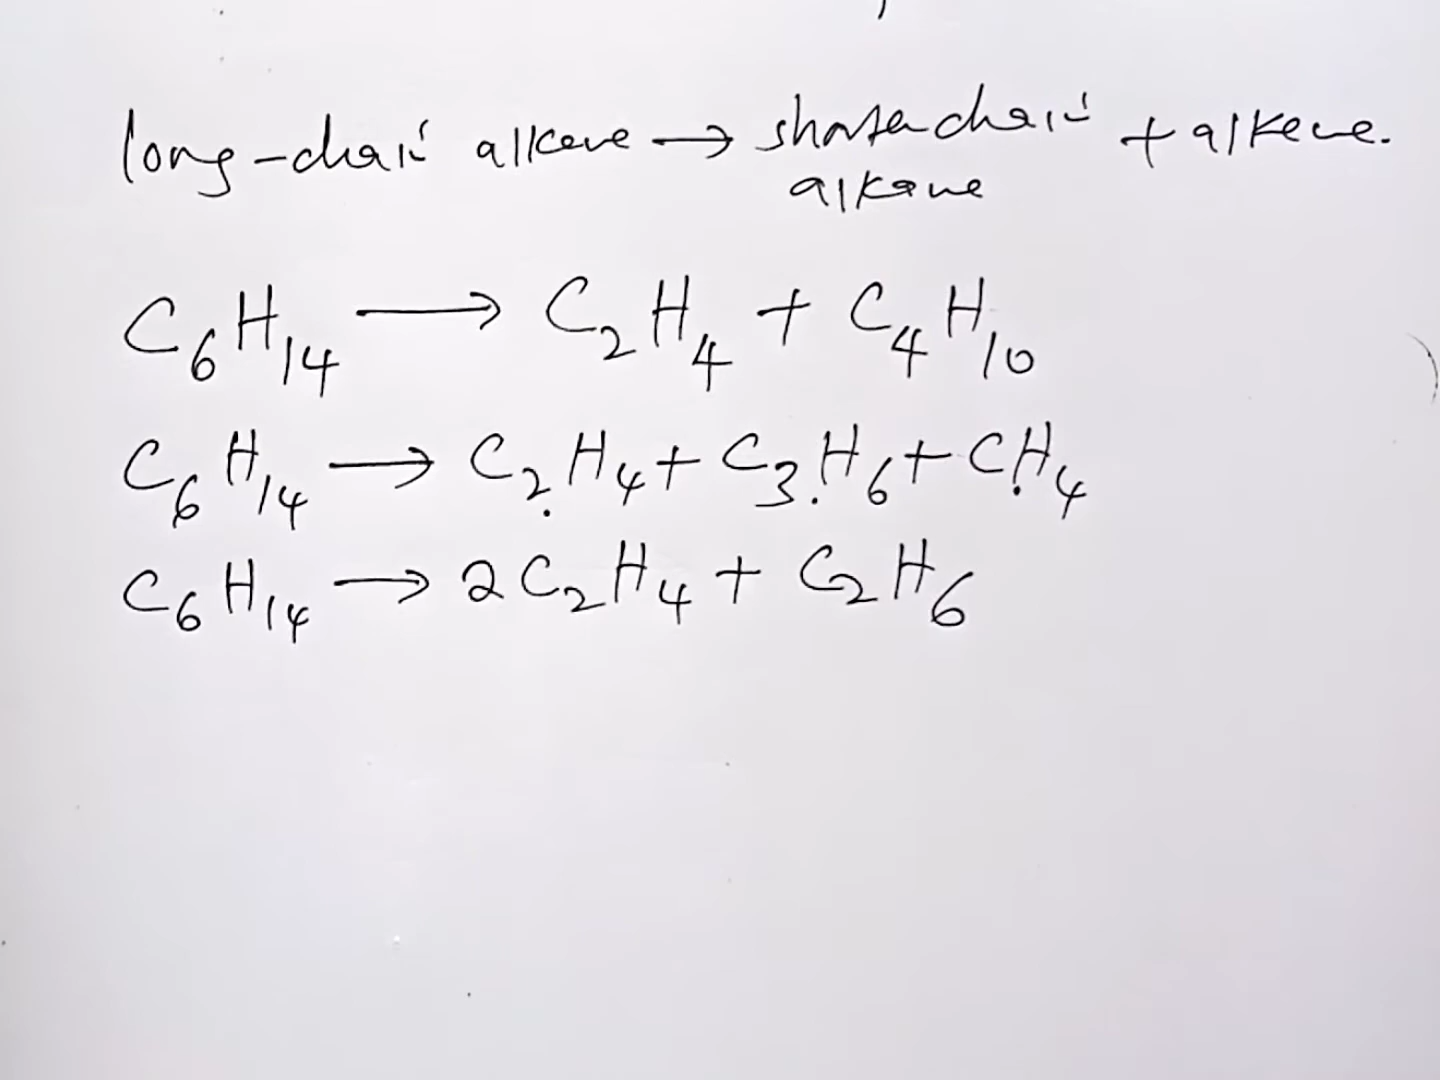 long-chain alkane → shorter chain + alkene.
alkane
C₆H₁₄ → C₂H₄ + C₄H₁₀
C₆H₁₄ → C₂H₄ + C₃H₆ + CH₄
C₆H₁₄ → 2C₂H₄ + C₂H₆